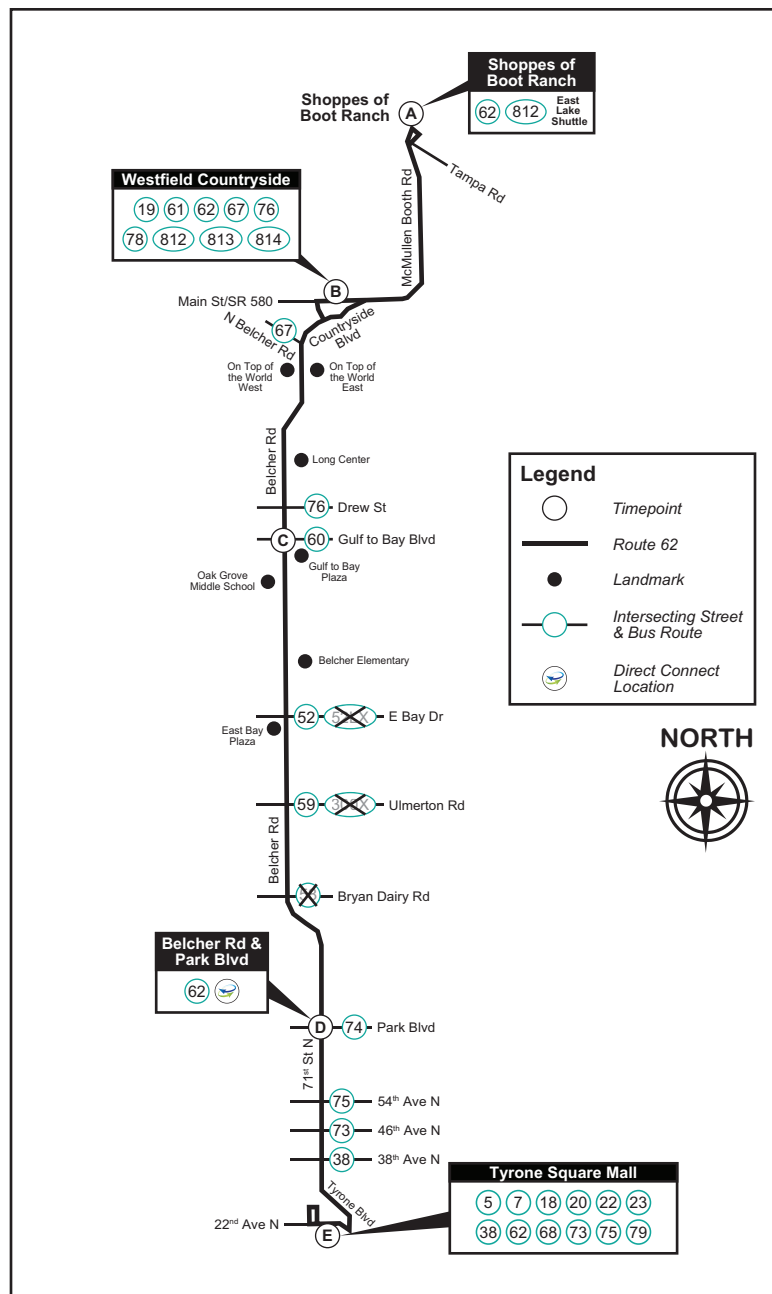 Shoppes of
Boot Ranch
62 812 East
Lake
Shuttle
Shoppes of
Boot Ranch
A
Tampa Rd
McMullen Booth Rd
Westfield Countryside
19 61 62 67 76
78 812 813 814
B
Main St/SR 580
Countryside
Blvd
67
N Belcher Rd
On Top of
the World
West
On Top of
the World
East
Belcher Rd
Long Center
76 Drew St
C 60 Gulf to Bay Blvd
Gulf to Bay
Plaza
Oak Grove
Middle School
Belcher Elementary
52 E Bay Dr
East Bay
Plaza
59 Ulmerton Rd
Belcher Rd
Bryan Dairy Rd
Belcher Rd &
Park Blvd
62
D 74 Park Blvd
71st St N
75 54th Ave N
73 46th Ave N
38 38th Ave N
Tyrone Blvd
22nd Ave N
E
Tyrone Square Mall
5 7 18 20 22 23
38 62 68 73 75 79
Legend
Timepoint
Route 62
Landmark
Intersecting Street
& Bus Route
Direct Connect
Location
NORTH